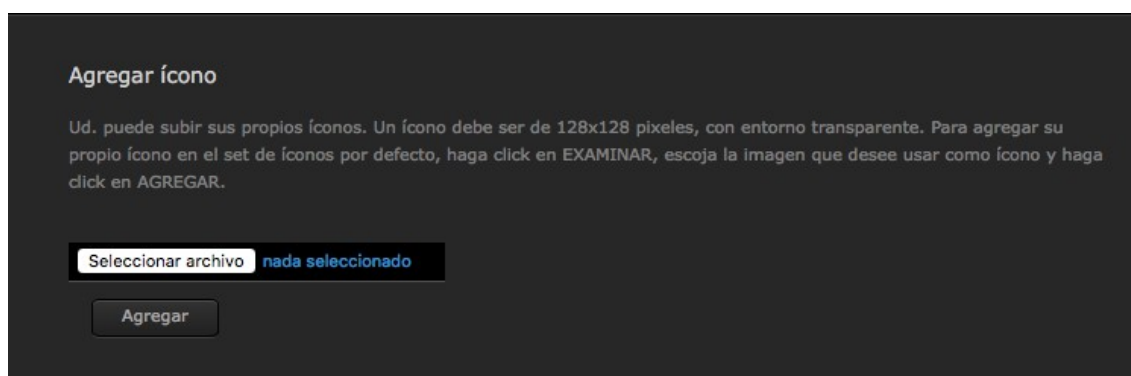 Agregar ícono
Ud. puede subir sus propios íconos. Un ícono debe ser de 128x128 pixeles, con entorno transparente. Para agregar su
propio ícono en el set de íconos por defecto, haga click en EXAMINAR, escoja la imagen que desee usar como ícono y haga
click en AGREGAR.
Seleccionar archivo nada seleccionado
Agregar